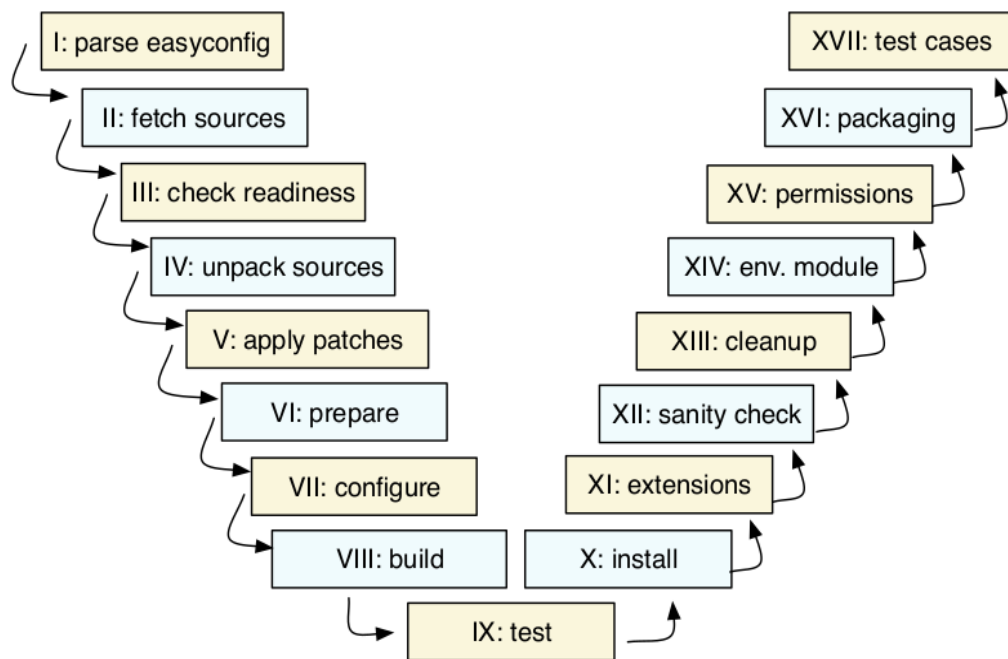 I: parse easyconfig
II: fetch sources
III: check readiness
IV: unpack sources
V: apply patches
VI: prepare
VII: configure
VIII: build
IX: test
X: install
XI: extensions
XII: sanity check
XIII: cleanup
XIV: env. module
XV: permissions
XVI: packaging
XVII: test cases